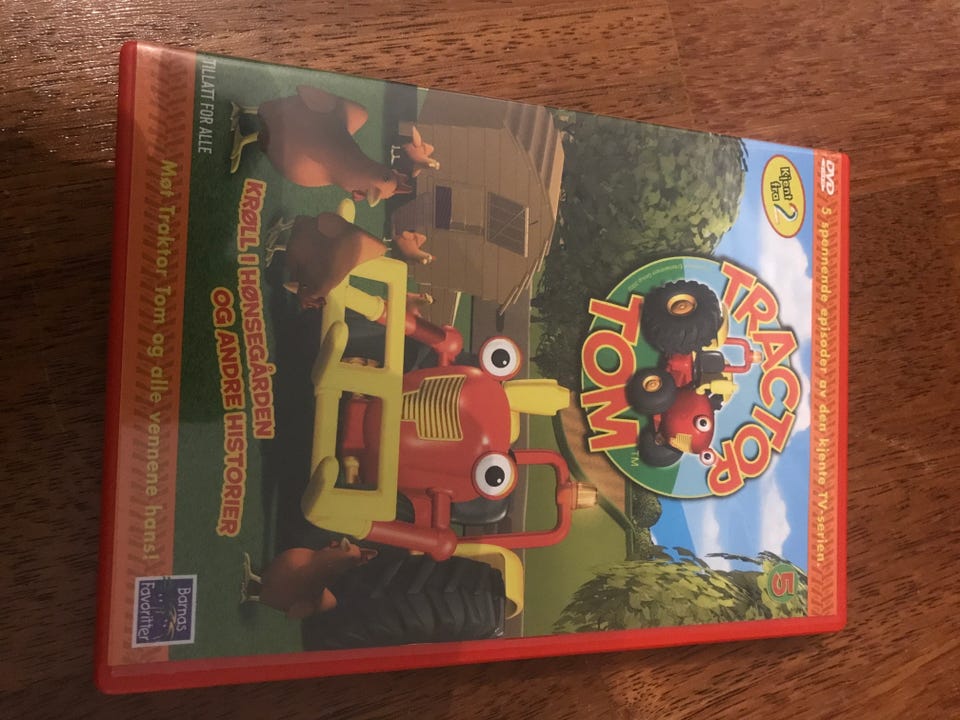 DVD
5 spennende episoder av den kjente TV-serien.
Kjent
fra 2
TRACTOR
TOM™
5
KRØLL I HØNSEGÅRDEN
OG ANDRE HISTORIER
TILLATT FOR ALLE
Møt Traktor Tom og alle vennene hans!
Barnas
Favoritter